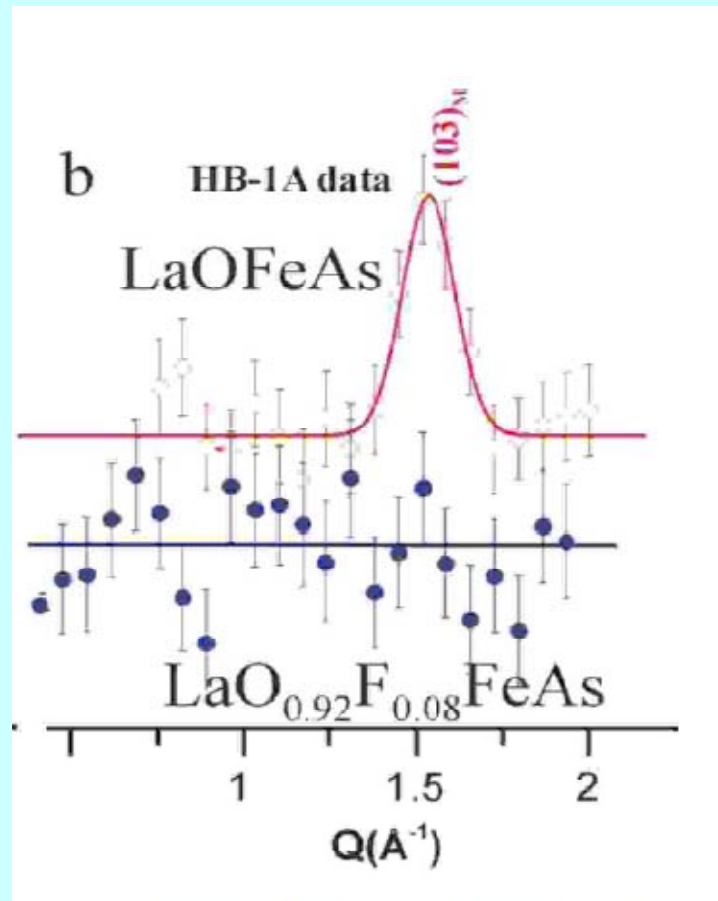 (103)M
b
HB-1A data
LaOFeAs
LaO0.92F0.08FeAs
1 1.5 2
Q(Å-1)